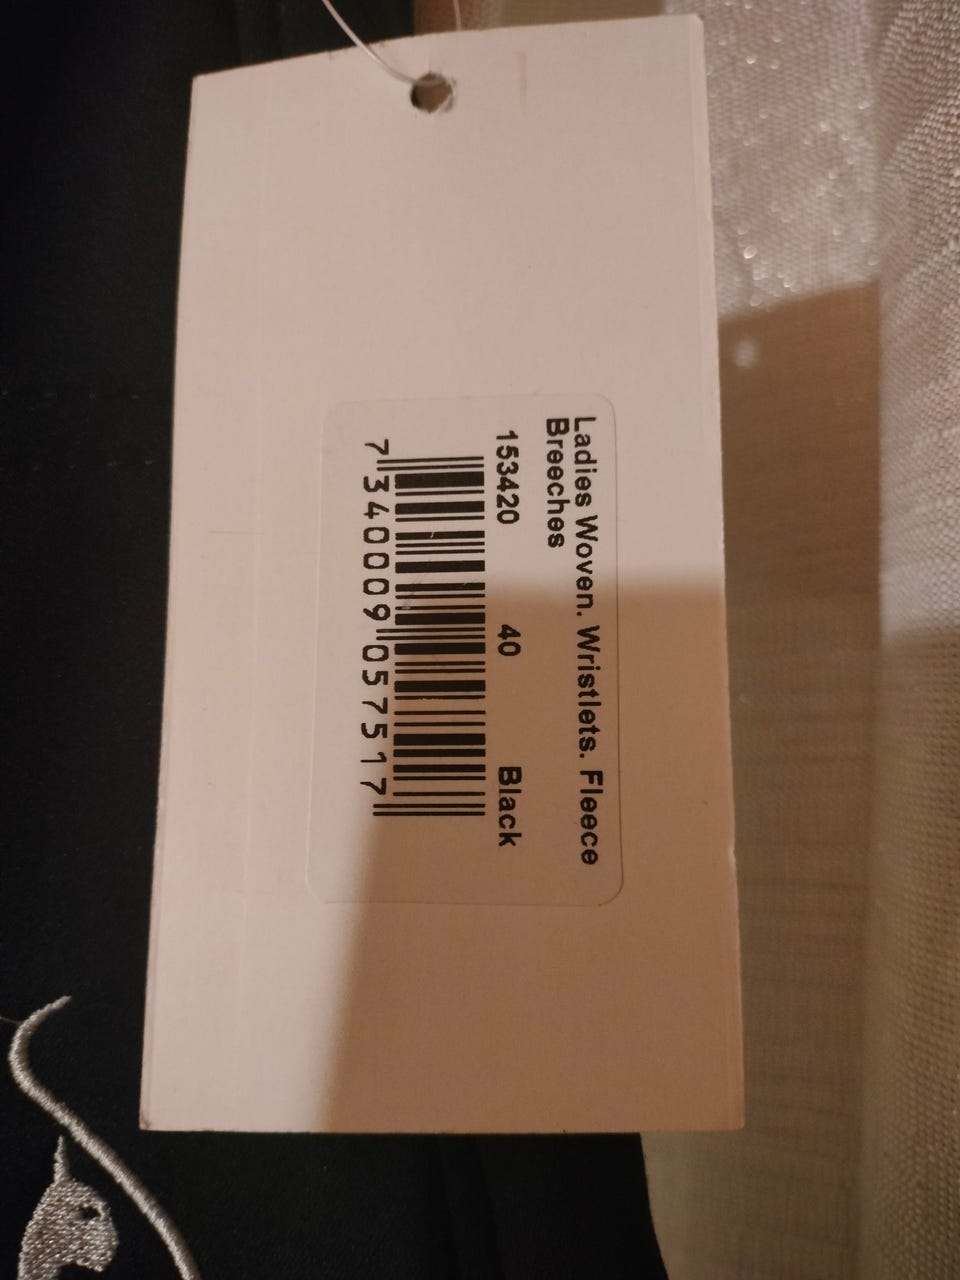 Ladies Woven. Wristlets. Fleece
Breeches
153420 40 Black
7 340009 057517